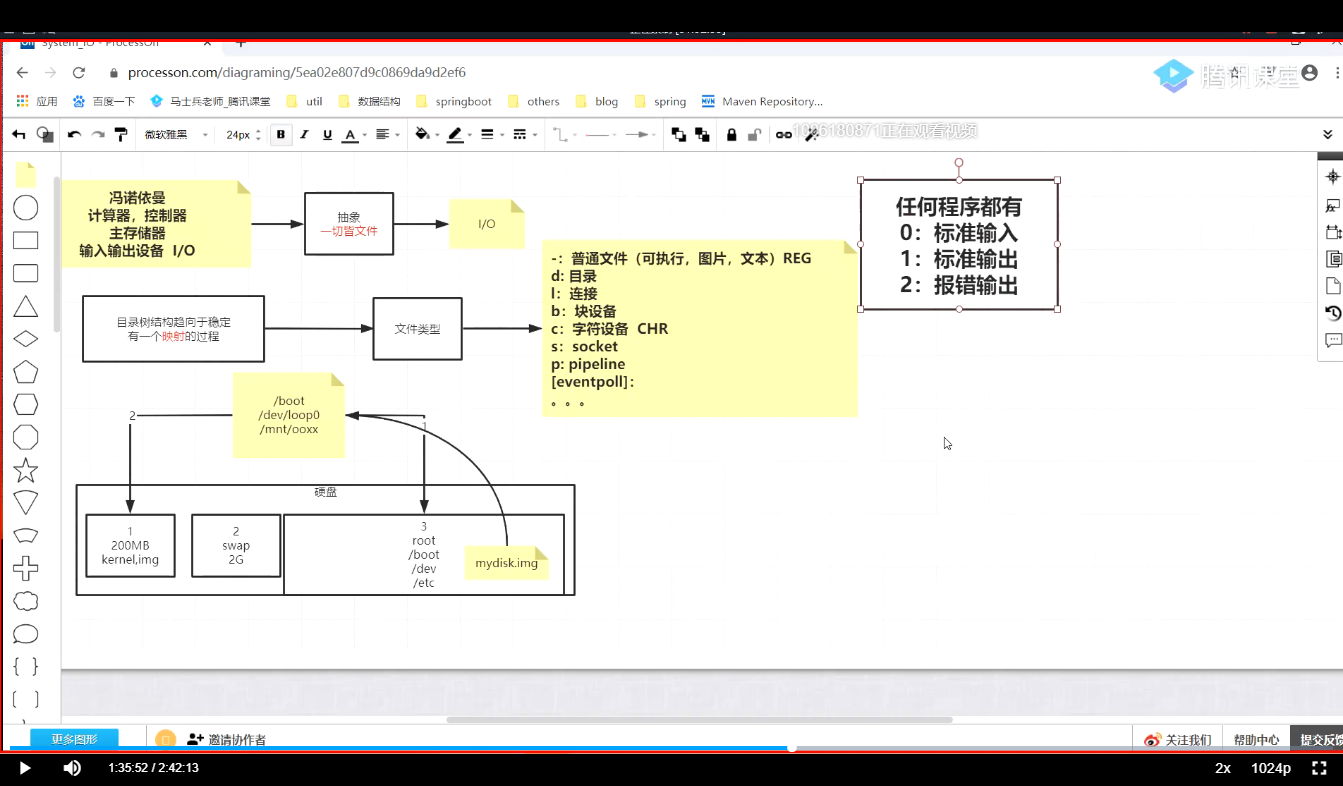 System_IO - ProcessOn
processon.com/diagraming/5ea02e807d9c0869da9d2ef6
腾讯课堂
应用 百度一下 马士兵老师_腾讯课堂 util 数据结构 springboot others blog spring Maven Repository...
微软雅黑 24px B I U A
正在观看视频
冯诺依曼
计算器，控制器
主存储器
输入输出设备 I/O
抽象
一切皆文件
I/O
任何程序都有
0：标准输入
1：标准输出
2：报错输出
-：普通文件（可执行，图片，文本）REG
d: 目录
l：连接
b：块设备
c：字符设备 CHR
s：socket
p: pipeline
[eventpoll]：
。。。
目录树结构趋向于稳定
有一个映射的过程
文件类型
/boot
/dev/loop0
/mnt/ooxx
2
1
硬盘
1
200MB
kernel,img
2
swap
2G
3
root
/boot
/dev
/etc
mydisk.img
更多图形 邀请协作者 关注我们 帮助中心 提交反馈
1:35:52 / 2:42:13 2x 1024p